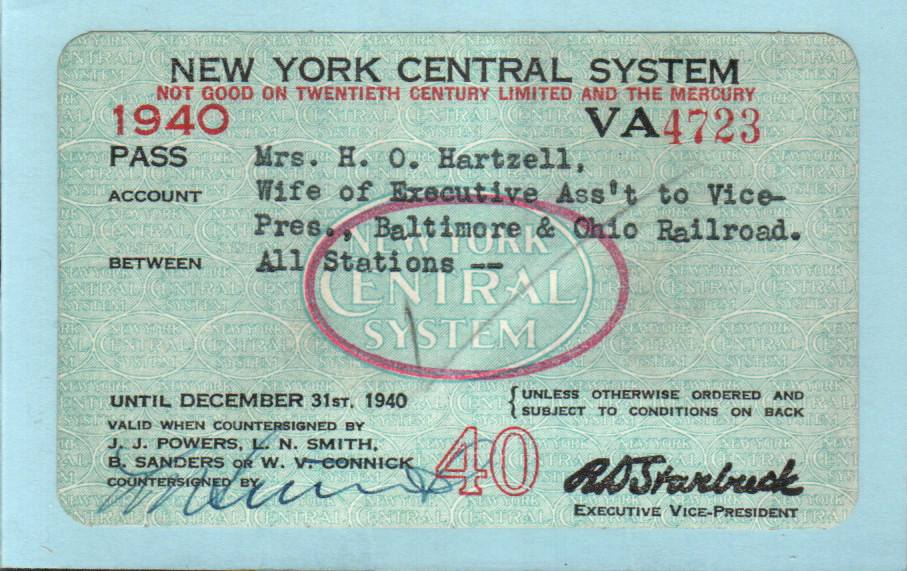 NEW YORK CENTRAL SYSTEM
NOT GOOD ON TWENTIETH CENTURY LIMITED AND THE MERCURY
1940 VA4723
PASS Mrs. H. O. Hartzell,
ACCOUNT Wife of Executive Ass't to Vice-
Pres., Baltimore & Ohio Railroad.
BETWEEN All Stations --
NEW YORK
CENTRAL
SYSTEM
UNTIL DECEMBER 31ST, 1940 { UNLESS OTHERWISE ORDERED AND
SUBJECT TO CONDITIONS ON BACK
VALID WHEN COUNTERSIGNED BY
J. J. POWERS, L. N. SMITH,
B. SANDERS OR W. V. CONNICK
COUNTERSIGNED BY
40
R D Starbuck
EXECUTIVE VICE-PRESIDENT